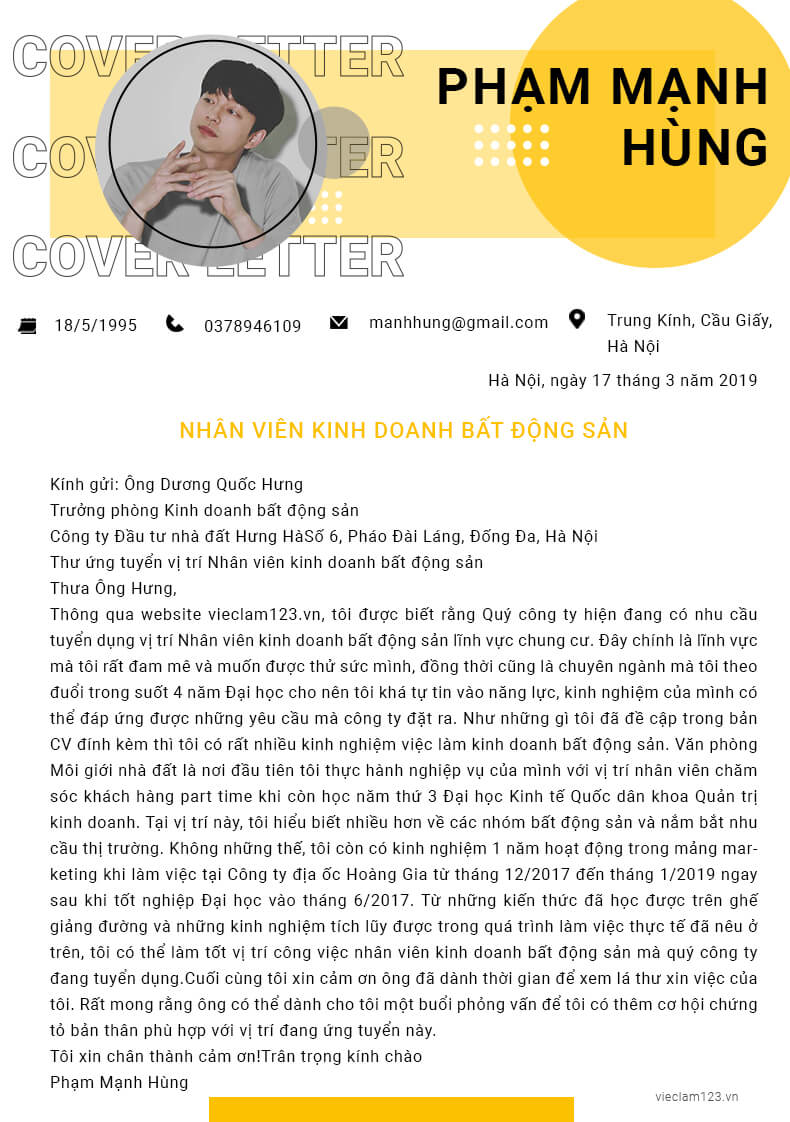 COVER LETTER
COVER LETTER
COVER LETTER
PHẠM MẠNH
HÙNG
18/5/1995
0378946109
manhhung@gmail.com
Trung Kính, Cầu Giấy,
Hà Nội
Hà Nội, ngày 17 tháng 3 năm 2019
NHÂN VIÊN KINH DOANH BẤT ĐỘNG SẢN
Kính gửi: Ông Dương Quốc Hưng
Trưởng phòng Kinh doanh bất động sản
Công ty Đầu tư nhà đất Hưng HàSố 6, Pháo Đài Láng, Đống Đa, Hà Nội
Thư ứng tuyển vị trí Nhân viên kinh doanh bất động sản
Thưa Ông Hưng,
Thông qua website vieclam123.vn, tôi được biết rằng Quý công ty hiện đang có nhu cầu
tuyển dụng vị trí Nhân viên kinh doanh bất động sản lĩnh vực chung cư. Đây chính là lĩnh vực
mà tôi rất đam mê và muốn được thử sức mình, đồng thời cũng là chuyên ngành mà tôi theo
đuổi trong suốt 4 năm Đại học cho nên tôi khá tự tin vào năng lực, kinh nghiệm của mình có
thể đáp ứng được những yêu cầu mà công ty đặt ra. Như những gì tôi đã đề cập trong bản
CV đính kèm thì tôi có rất nhiều kinh nghiệm việc làm kinh doanh bất động sản. Văn phòng
Môi giới nhà đất là nơi đầu tiên tôi thực hành nghiệp vụ của mình với vị trí nhân viên chăm
sóc khách hàng part time khi còn học năm thứ 3 Đại học Kinh tế Quốc dân khoa Quản trị
kinh doanh. Tại vị trí này, tôi hiểu biết nhiều hơn về các nhóm bất động sản và nắm bắt nhu
cầu thị trường. Không những thế, tôi còn có kinh nghiệm 1 năm hoạt động trong mảng mar-
keting khi làm việc tại Công ty địa ốc Hoàng Gia từ tháng 12/2017 đến tháng 1/2019 ngay
sau khi tốt nghiệp Đại học vào tháng 6/2017. Từ những kiến thức đã học được trên ghế
giảng đường và những kinh nghiệm tích lũy được trong quá trình làm việc thực tế đã nêu ở
trên, tôi có thể làm tốt vị trí công việc nhân viên kinh doanh bất động sản mà quý công ty
đang tuyển dụng.Cuối cùng tôi xin cảm ơn ông đã dành thời gian để xem lá thư xin việc của
tôi. Rất mong rằng ông có thể dành cho tôi một buổi phỏng vấn để tôi có thêm cơ hội chứng
tỏ bản thân phù hợp với vị trí đang ứng tuyển này.
Tôi xin chân thành cảm ơn!Trân trọng kính chào
Phạm Mạnh Hùng
vieclam123.vn